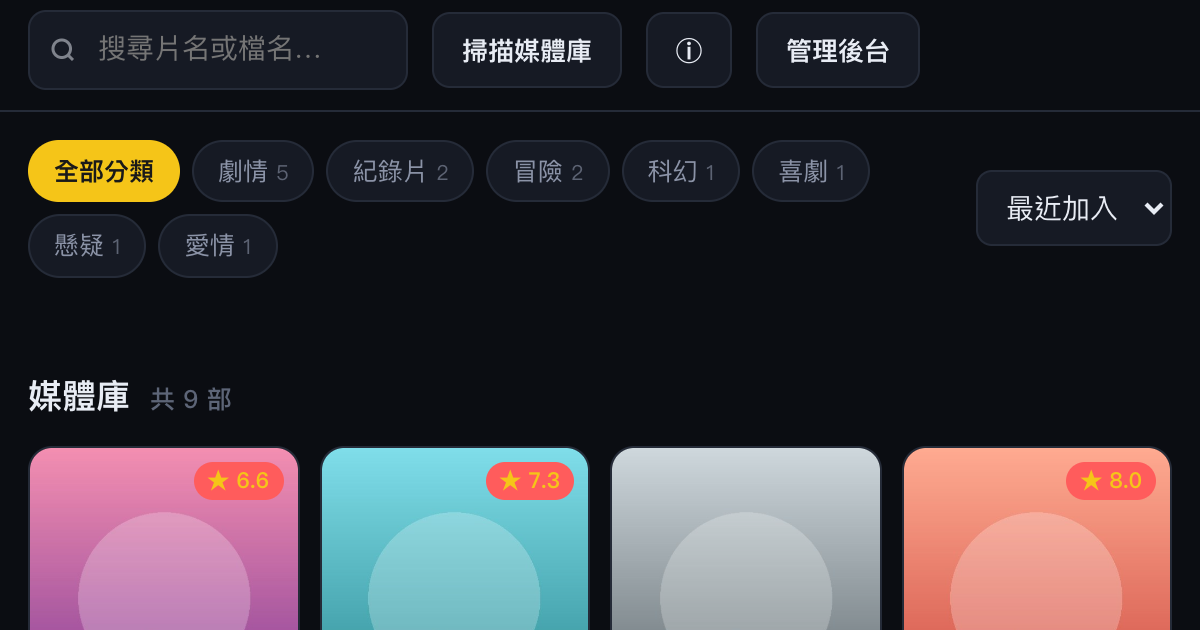 搜尋片名或檔名… 掃描媒體庫 ⓘ 管理後台
全部分類 劇情 5 紀錄片 2 冒險 2 科幻 1 喜劇 1
最近加入
懸疑 1 愛情 1
媒體庫 共 9 部
★ 6.6 ★ 7.3 ★ 8.0